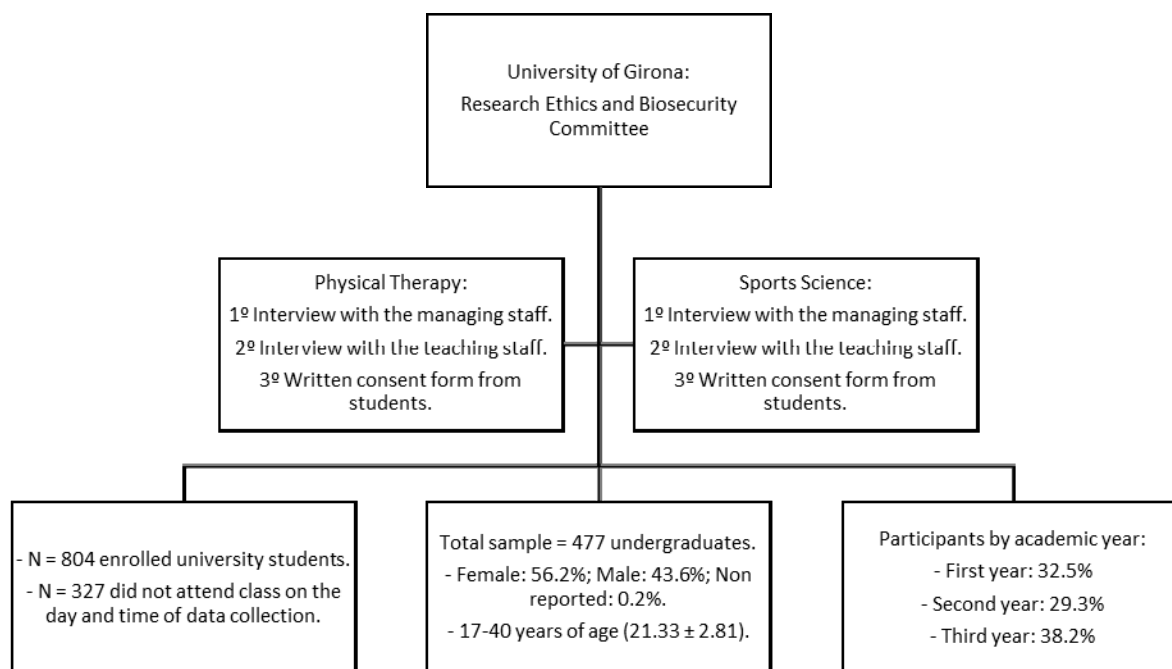 University of Girona:
Research Ethics and Biosecurity
Committee
Physical Therapy:
1º Interview with the managing staff.
2º Interview with the teaching staff.
3º Written consent form from
students.
Sports Science:
1º Interview with the managing staff.
2º Interview with the teaching staff.
3º Written consent form from
students.
- N = 804 enrolled university students.
- N = 327 did not attend class on the
day and time of data collection.
Total sample = 477 undergraduates.
- Female: 56.2%; Male: 43.6%; Non
reported: 0.2%.
- 17-40 years of age (21.33 ± 2.81).
Participants by academic year:
- First year: 32.5%
- Second year: 29.3%
- Third year: 38.2%